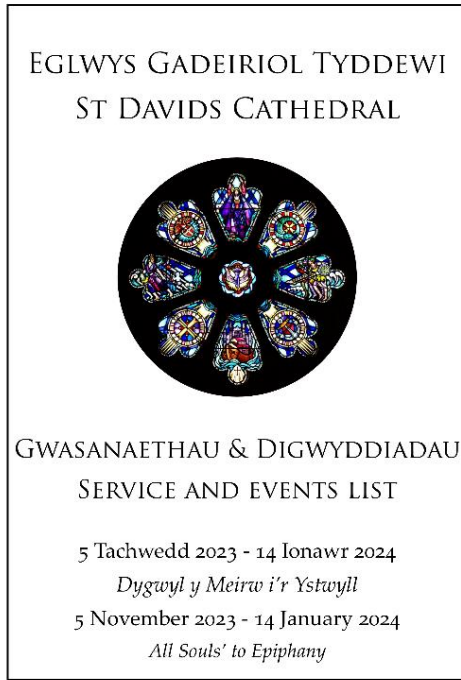 Eglwys Gadeiriol Tyddewi
St Davids Cathedral
Gwasanaethau & Digwyddiadau
Service and events list
5 Tachwedd 2023 - 14 Ionawr 2024
Dygwyl y Meirw i'r Ystwyll
5 November 2023 - 14 January 2024
All Souls' to Epiphany